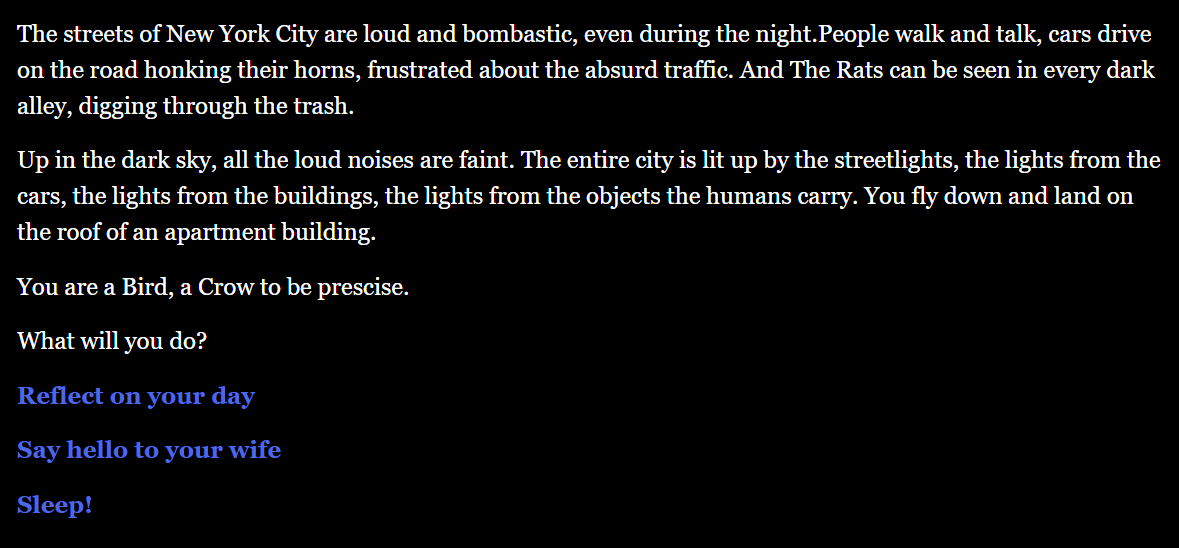 The streets of New York City are loud and bombastic, even during the night.People walk and talk, cars drive
on the road honking their horns, frustrated about the absurd traffic. And The Rats can be seen in every dark
alley, digging through the trash.
Up in the dark sky, all the loud noises are faint. The entire city is lit up by the streetlights, the lights from the
cars, the lights from the buildings, the lights from the objects the humans carry. You fly down and land on
the roof of an apartment building.
You are a Bird, a Crow to be prescise.
What will you do?
Reflect on your day
Say hello to your wife
Sleep!